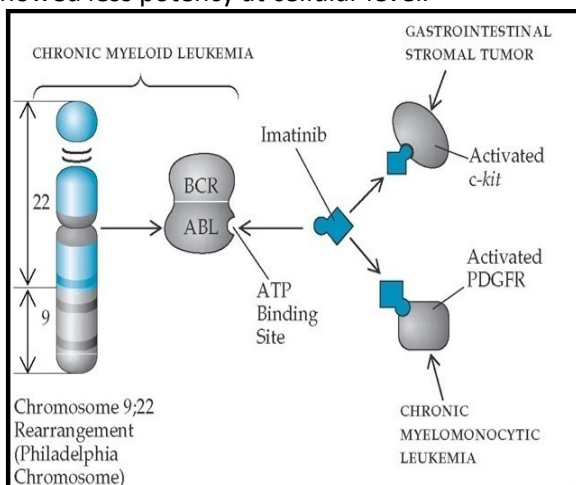 howed less potency at cellular level.
GASTROINTESTINAL
STROMAL TUMOR
CHRONIC MYELOID LEUKEMIA
Imatinib
Activated
c-kit
BCR
ABL
22
9
ATP
Binding
Site
Activated
PDGFR
Chromosome 9;22
Rearrangement
(Philadelphia
Chromosome)
CHRONIC
MYELOMONOCYTIC
LEUKEMIA